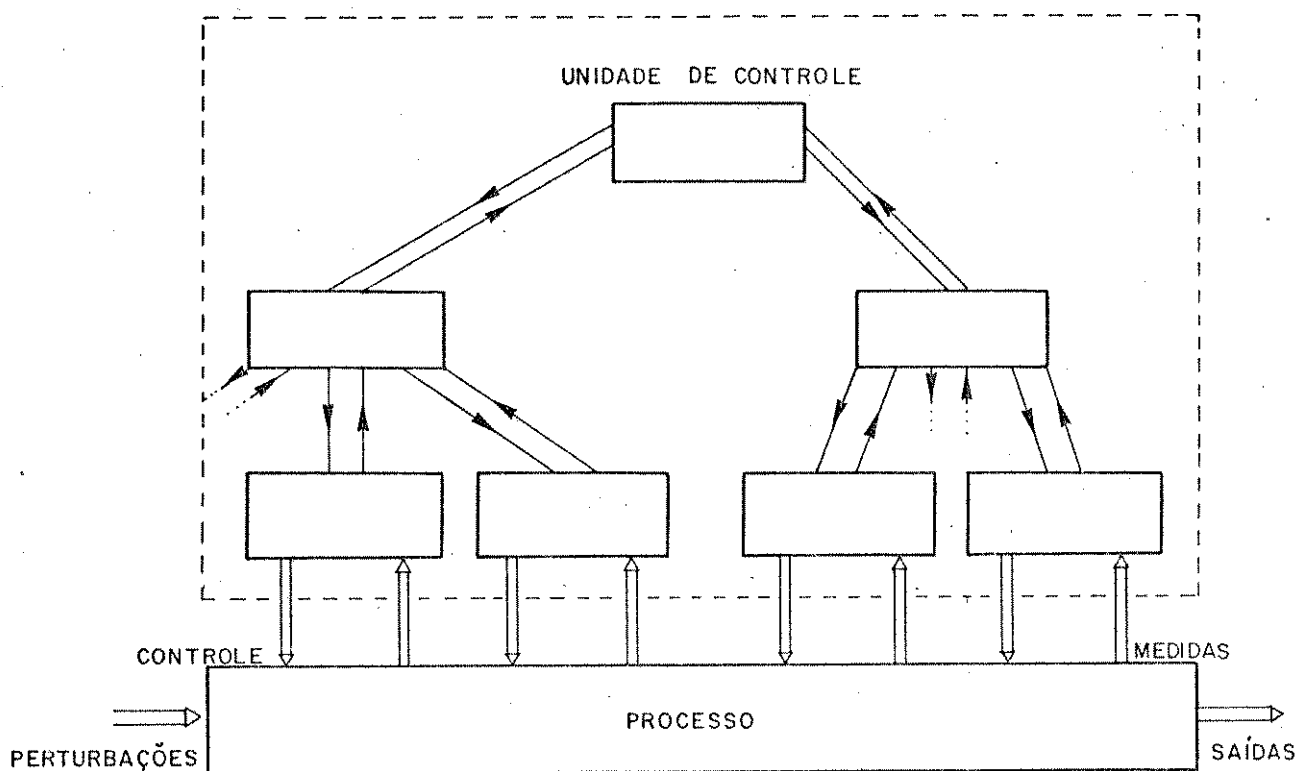 UNIDADE DE CONTROLE
CONTROLE
MEDIDAS
PROCESSO
PERTURBAÇÕES
SAÍDAS